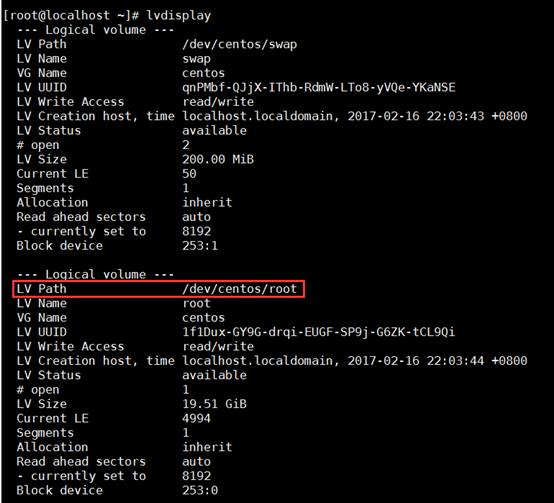 [root@localhost ~]# lvdisplay
--- Logical volume ---
LV Path /dev/centos/swap
LV Name swap
VG Name centos
LV UUID qnPMbf-QJjX-IThb-RdmW-LTo8-yVQe-YKaNSE
LV Write Access read/write
LV Creation host, time localhost.localdomain, 2017-02-16 22:03:43 +0800
LV Status available
# open 2
LV Size 200.00 MiB
Current LE 50
Segments 1
Allocation inherit
Read ahead sectors auto
- currently set to 8192
Block device 253:1
--- Logical volume ---
LV Path /dev/centos/root
LV Name root
VG Name centos
LV UUID 1f1Dux-GY9G-drqi-EUGF-SP9j-G6ZK-tCL9Qi
LV Write Access read/write
LV Creation host, time localhost.localdomain, 2017-02-16 22:03:44 +0800
LV Status available
# open 1
LV Size 19.51 GiB
Current LE 4994
Segments 1
Allocation inherit
Read ahead sectors auto
- currently set to 8192
Block device 253:0